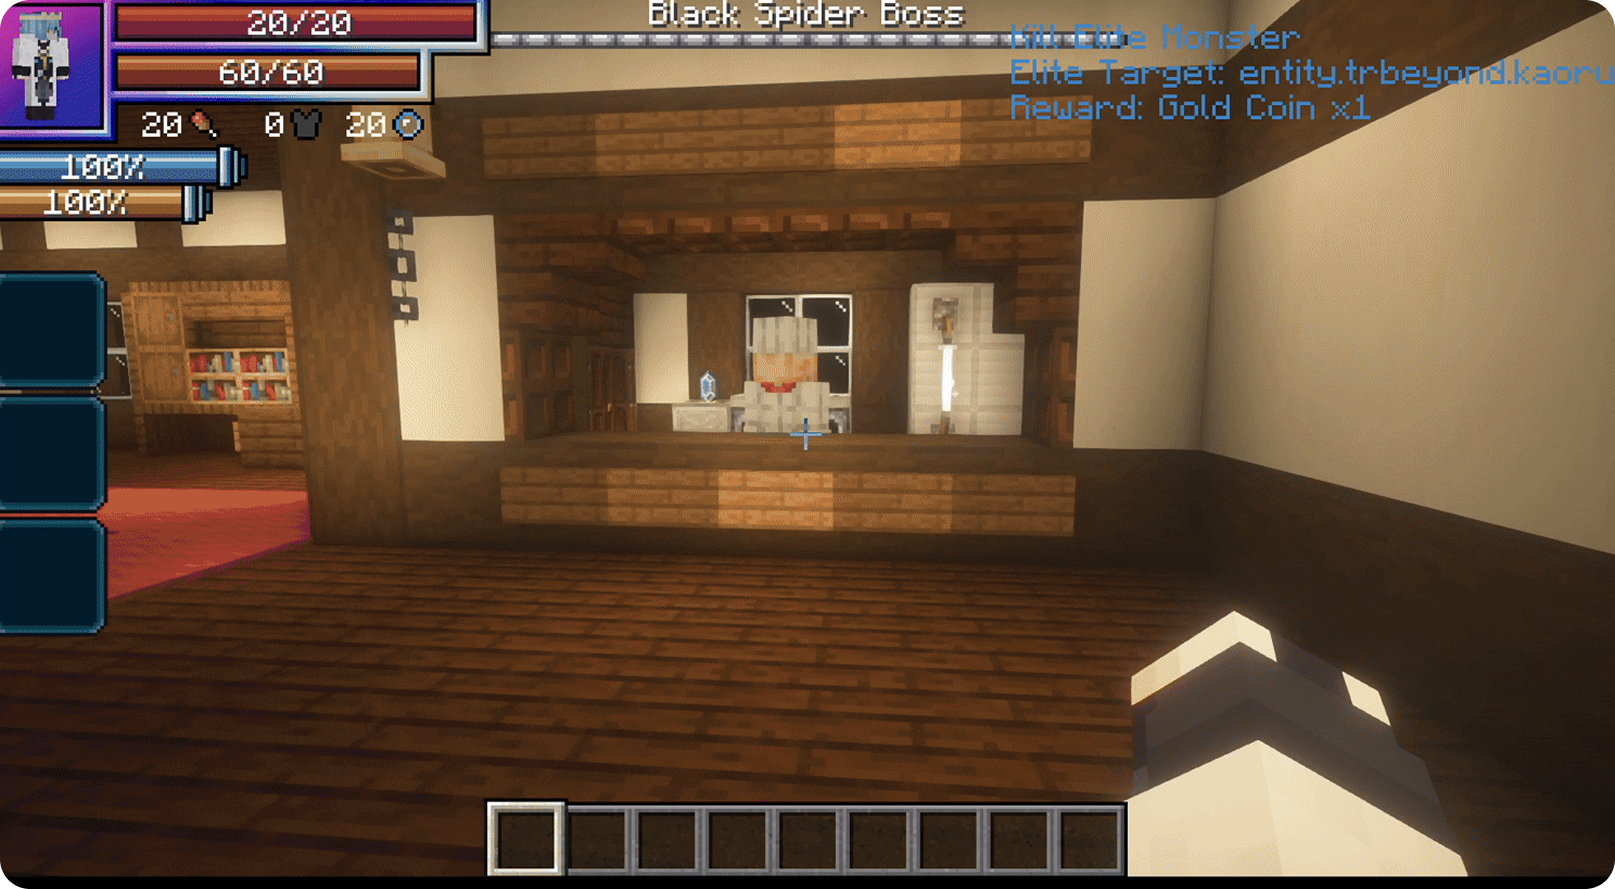 20/20
60/60
20 0 20
100%
100%
Black Spider Boss
Kill Elite Monster
Elite Target: entity.trbeyond.kaoru
Reward: Gold Coin x1